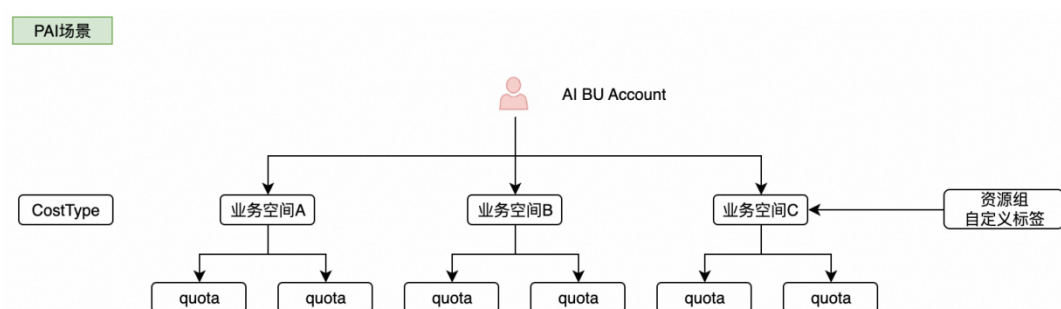 PAI场景
AI BU Account
CostType
业务空间A
业务空间B
业务空间C
资源组
自定义标签
quota
quota
quota
quota
quota
quota